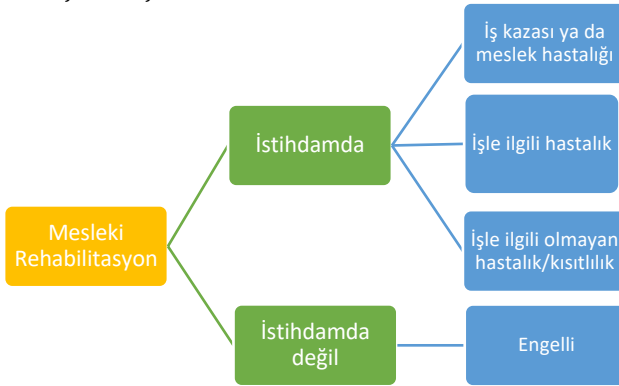 İş kazası ya da
meslek hastalığı
İstihdamda
İşle ilgili hastalık
Mesleki
Rehabilitasyon
İşle ilgili olmayan
hastalık/kısıtlılık
İstihdamda
değil
Engelli